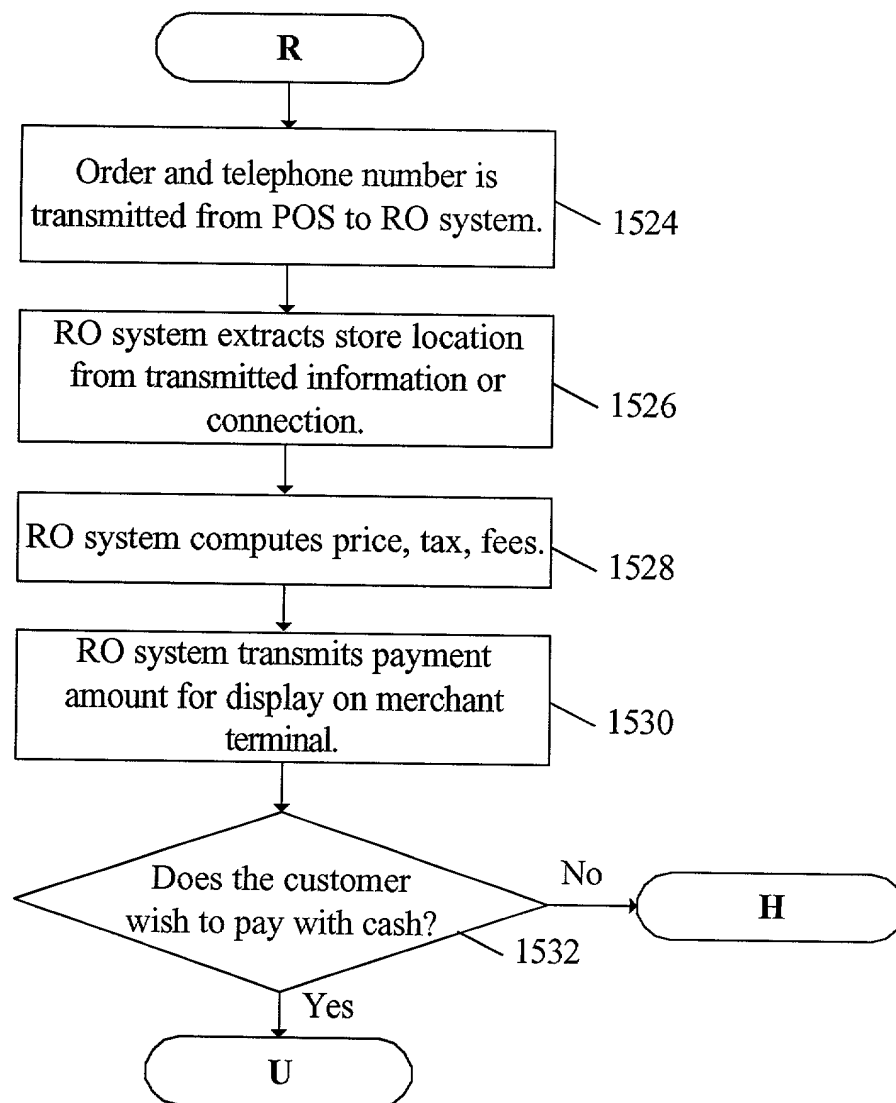 R
Order and telephone number is
transmitted from POS to RO system.
1524
RO system extracts store location
from transmitted information or
connection.
1526
RO system computes price, tax, fees.
1528
RO system transmits payment
amount for display on merchant
terminal.
1530
Does the customer
wish to pay with cash?
1532
No
H
Yes
U